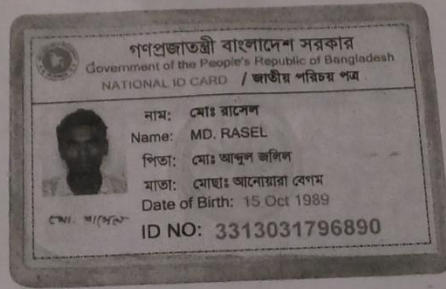 গণপ্রজাতন্ত্রী বাংলাদেশ সরকার
Government of the People's Republic of Bangladesh
NATIONAL ID CARD / জাতীয় পরিচয় পত্র
নাম: মোঃ রাসেল
Name: MD. RASEL
পিতা: মোঃ আব্দুল জলিল
মাতা: মোছাঃ আনোয়ারা বেগম
Date of Birth: 15 Oct 1989
মো. রাসেল
ID NO: 3313031796890